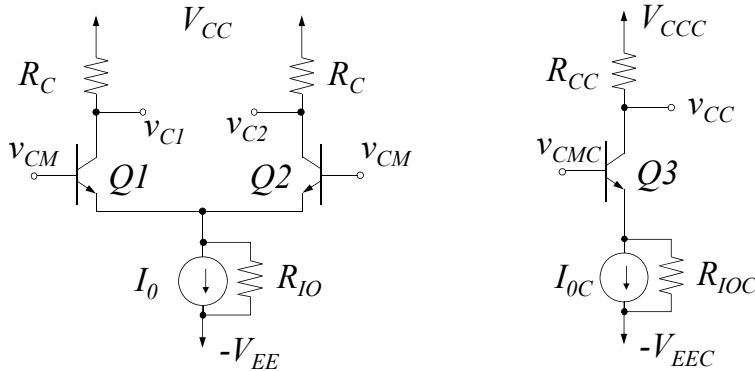 V_CC
V_CCC
R_C
R_C
R_CC
v_C1
v_C2
v_CC
v_CM
Q1
Q2
v_CM
v_CMC
Q3
I_0
R_IO
I_0C
R_IOC
-V_EE
-V_EEC